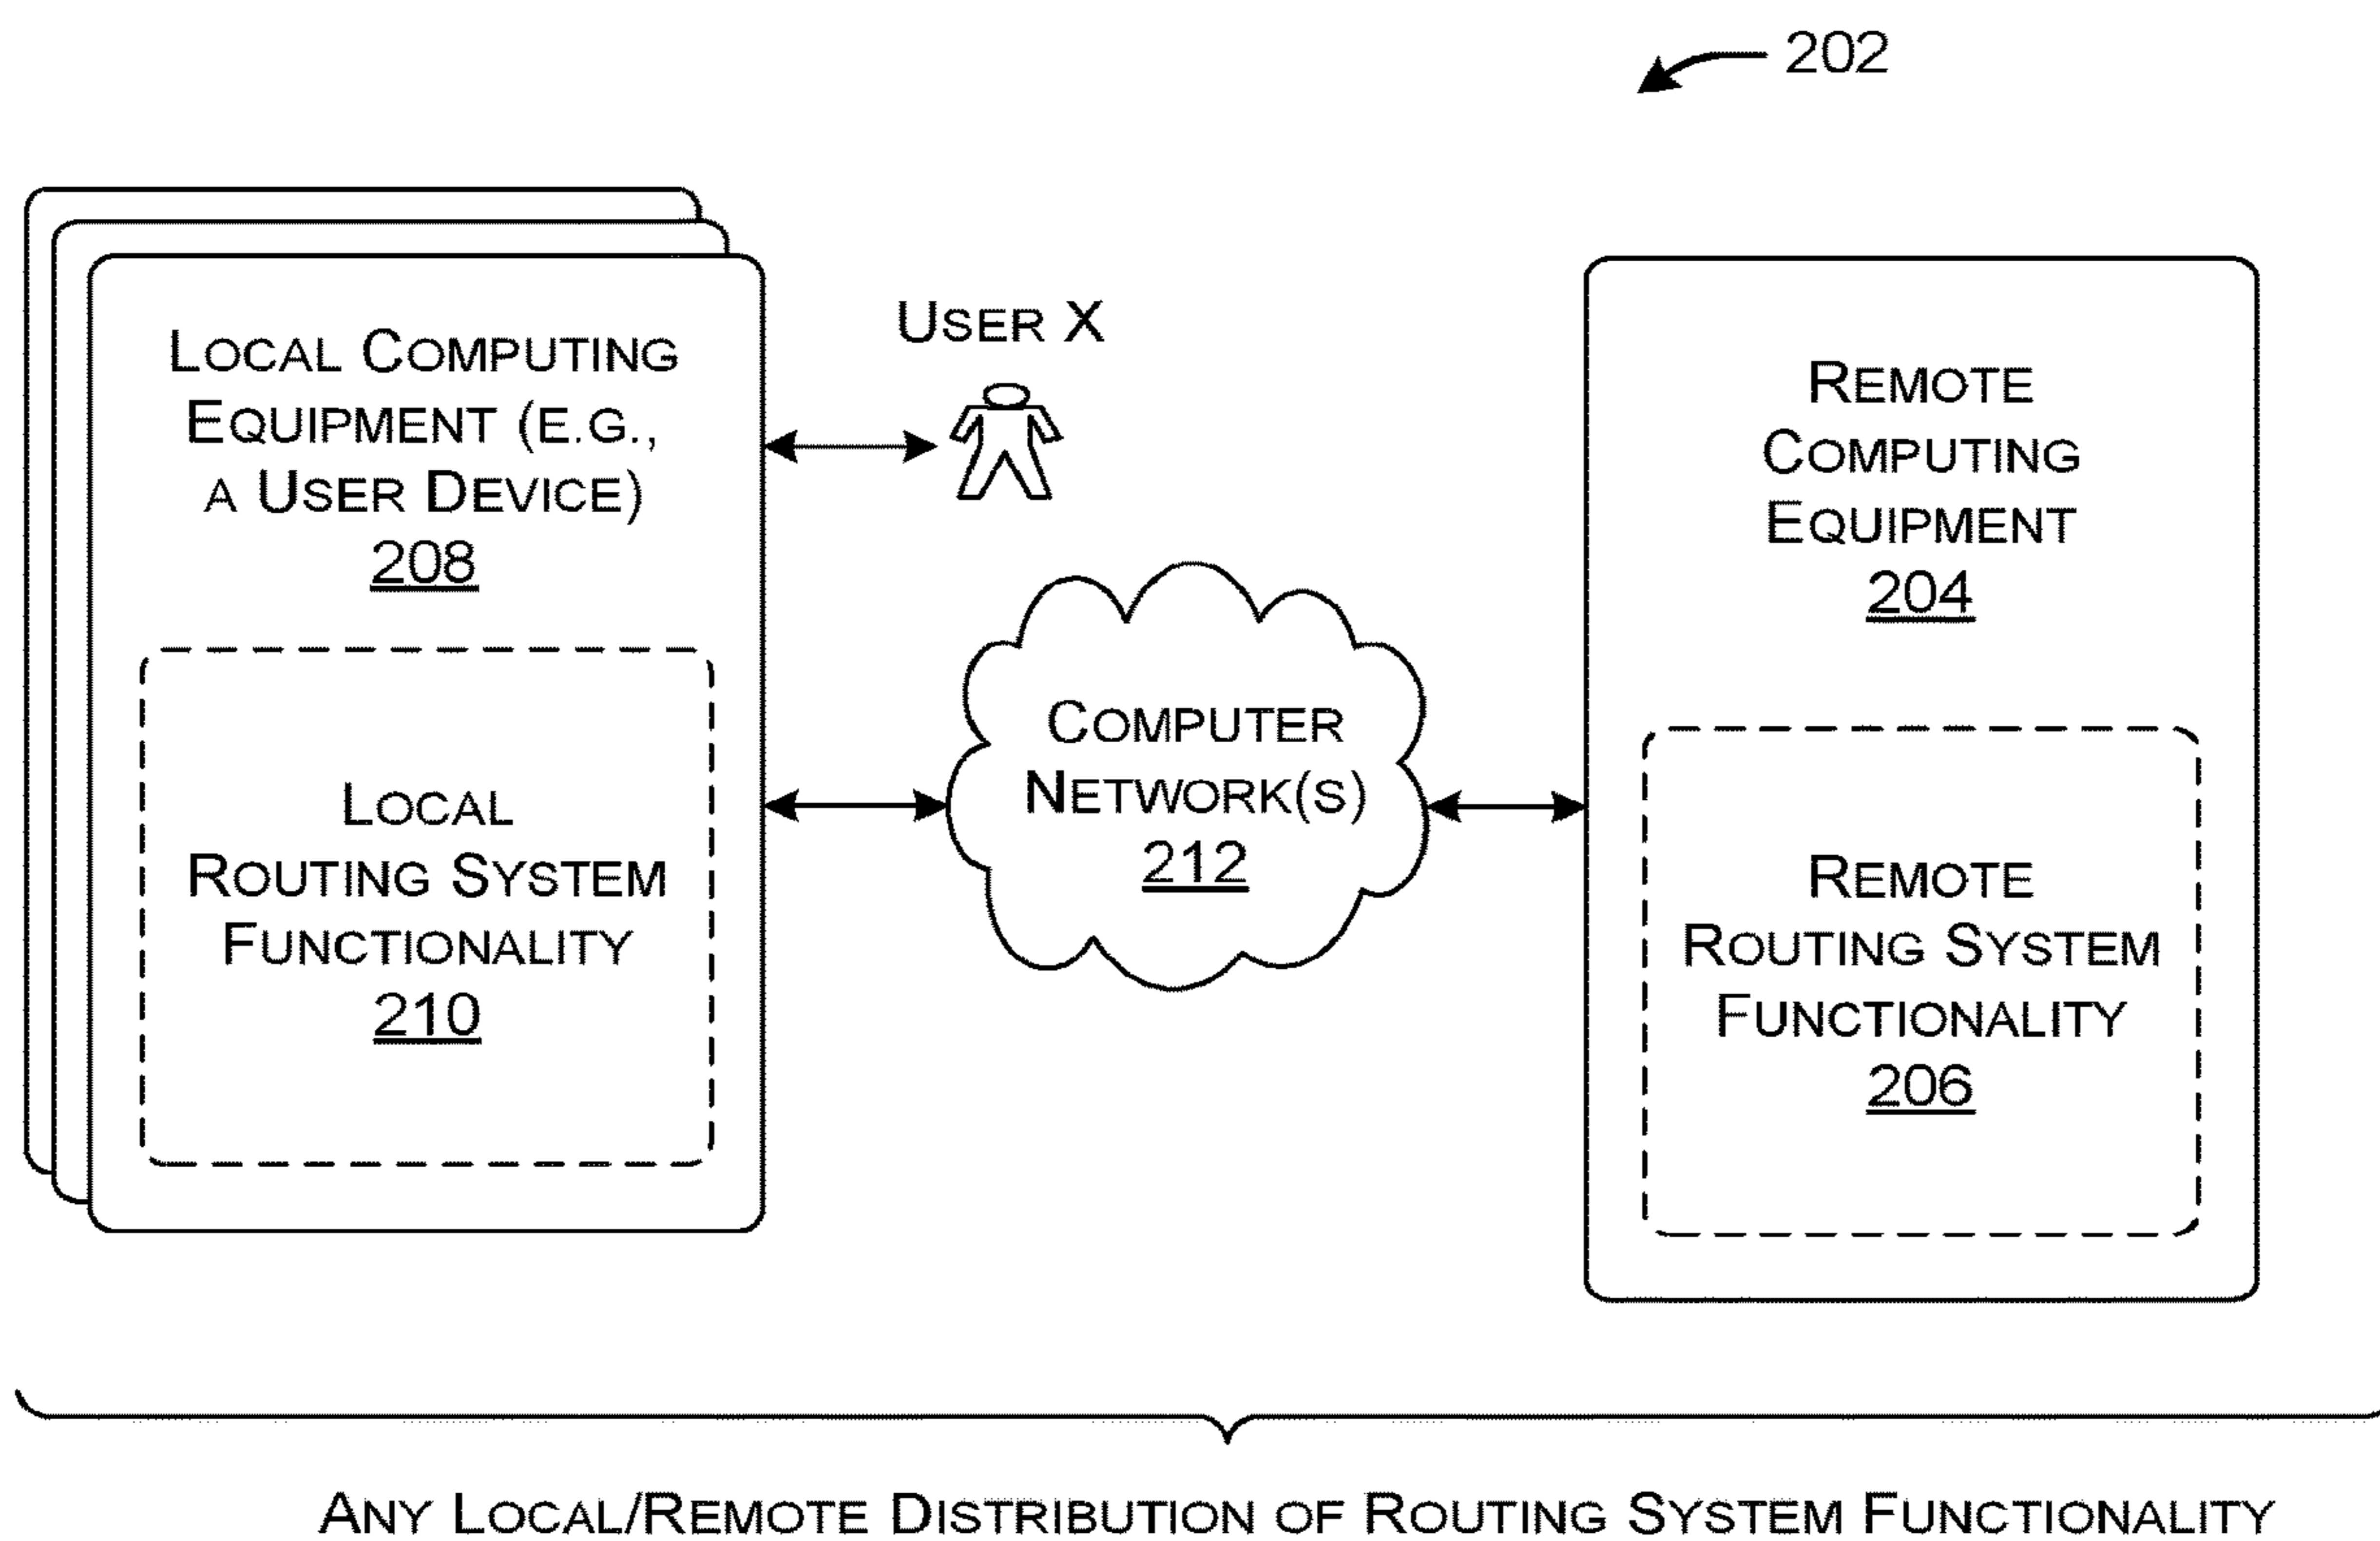 202
LOCAL COMPUTING
EQUIPMENT (E.G.,
A USER DEVICE)
208
LOCAL
ROUTING SYSTEM
FUNCTIONALITY
210
USER X
COMPUTER
NETWORK(S)
212
REMOTE
COMPUTING
EQUIPMENT
204
REMOTE
ROUTING SYSTEM
FUNCTIONALITY
206
ANY LOCAL/REMOTE DISTRIBUTION OF ROUTING SYSTEM FUNCTIONALITY